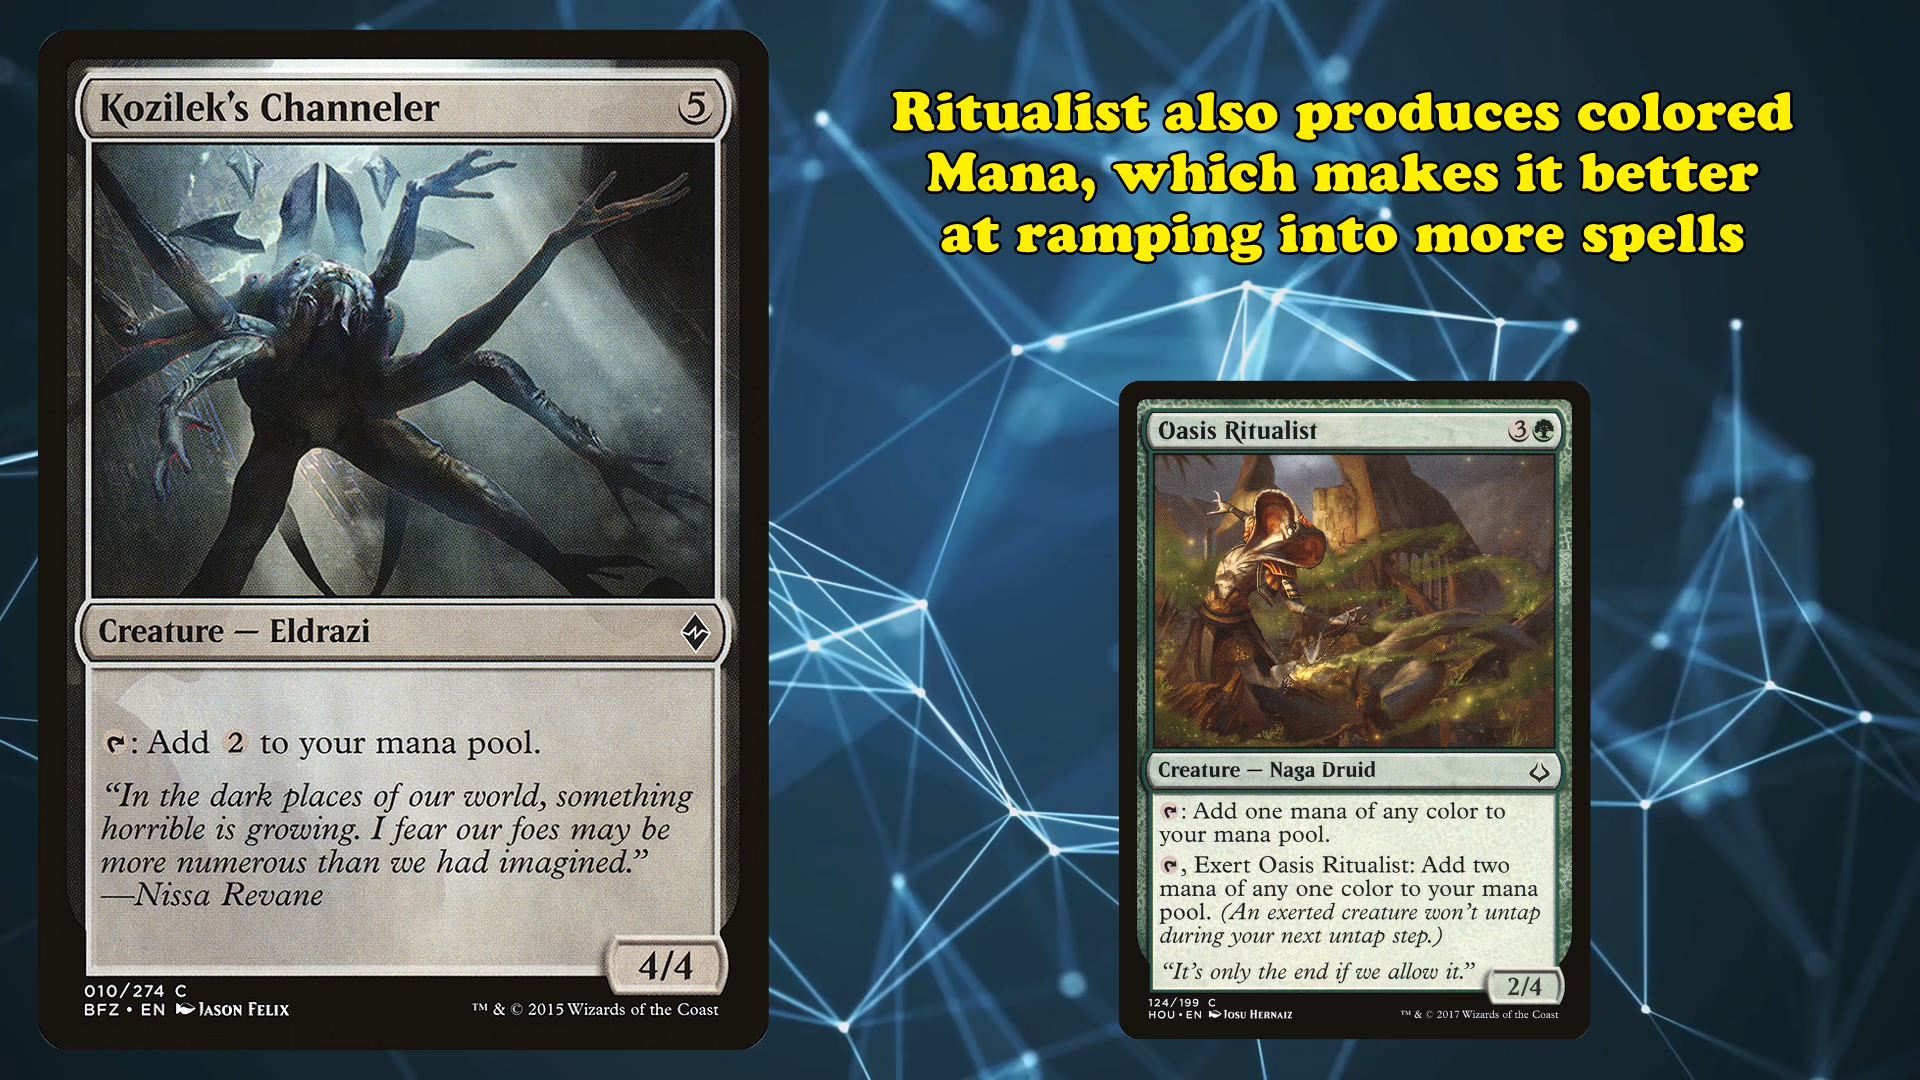 Kozilek's Channeler 5
Creature — Eldrazi
: Add 2 to your mana pool.
"In the dark places of our world, something
horrible is growing. I fear our foes may be
more numerous than we had imagined."
—Nissa Revane
4/4
010/274 C
BFZ • EN Jason Felix
™ & © 2015 Wizards of the Coast
Ritualist also produces colored
Mana, which makes it better
at ramping into more spells
Oasis Ritualist 3
Creature — Naga Druid
: Add one mana of any color to
your mana pool.
, Exert Oasis Ritualist: Add two
mana of any one color to your mana
pool. (An exerted creature won't untap
during your next untap step.)
"It's only the end if we allow it."
2/4
124/199 C
HOU • EN Josu Hernaiz
™ & © 2017 Wizards of the Coast